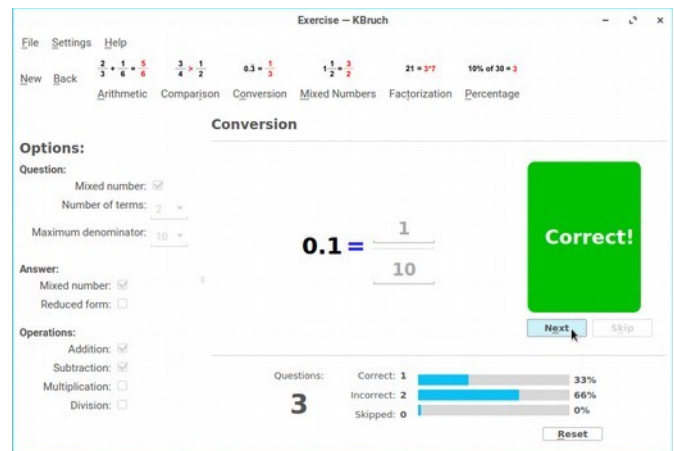 Exercise — KBruch
File Settings Help
New Back
2/3 + 1/6 = 5/6
3/4 > 1/2
0.3 = 1/3
1 1/2 = 3/2
21 = 3*7
10% of 30 = 3
Arithmetic Comparison Conversion Mixed Numbers Factorization Percentage
Conversion
Options:
Question:
Mixed number:
Number of terms: 2
Maximum denominator: 10
Answer:
Mixed number:
Reduced form:
Operations:
Addition:
Subtraction:
Multiplication:
Division:
0.1 = 1/10
Correct!
Next Skip
Questions:
3
Correct: 1 33%
Incorrect: 2 66%
Skipped: 0 0%
Reset